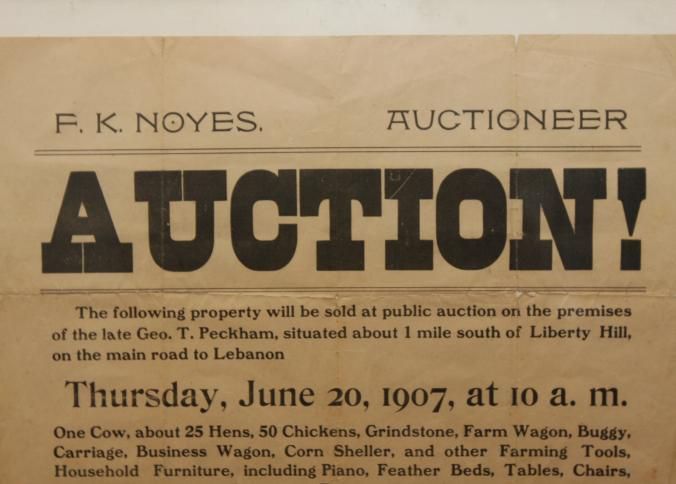 F. K. NOYES. AUCTIONEER
AUCTION!
The following property will be sold at public auction on the premises
of the late Geo. T. Peckham, situated about 1 mile south of Liberty Hill,
on the main road to Lebanon
Thursday, June 20, 1907, at 10 a. m.
One Cow, about 25 Hens, 50 Chickens, Grindstone, Farm Wagon, Buggy,
Carriage, Business Wagon, Corn Sheller, and other Farming Tools,
Household Furniture, including Piano, Feather Beds, Tables, Chairs,